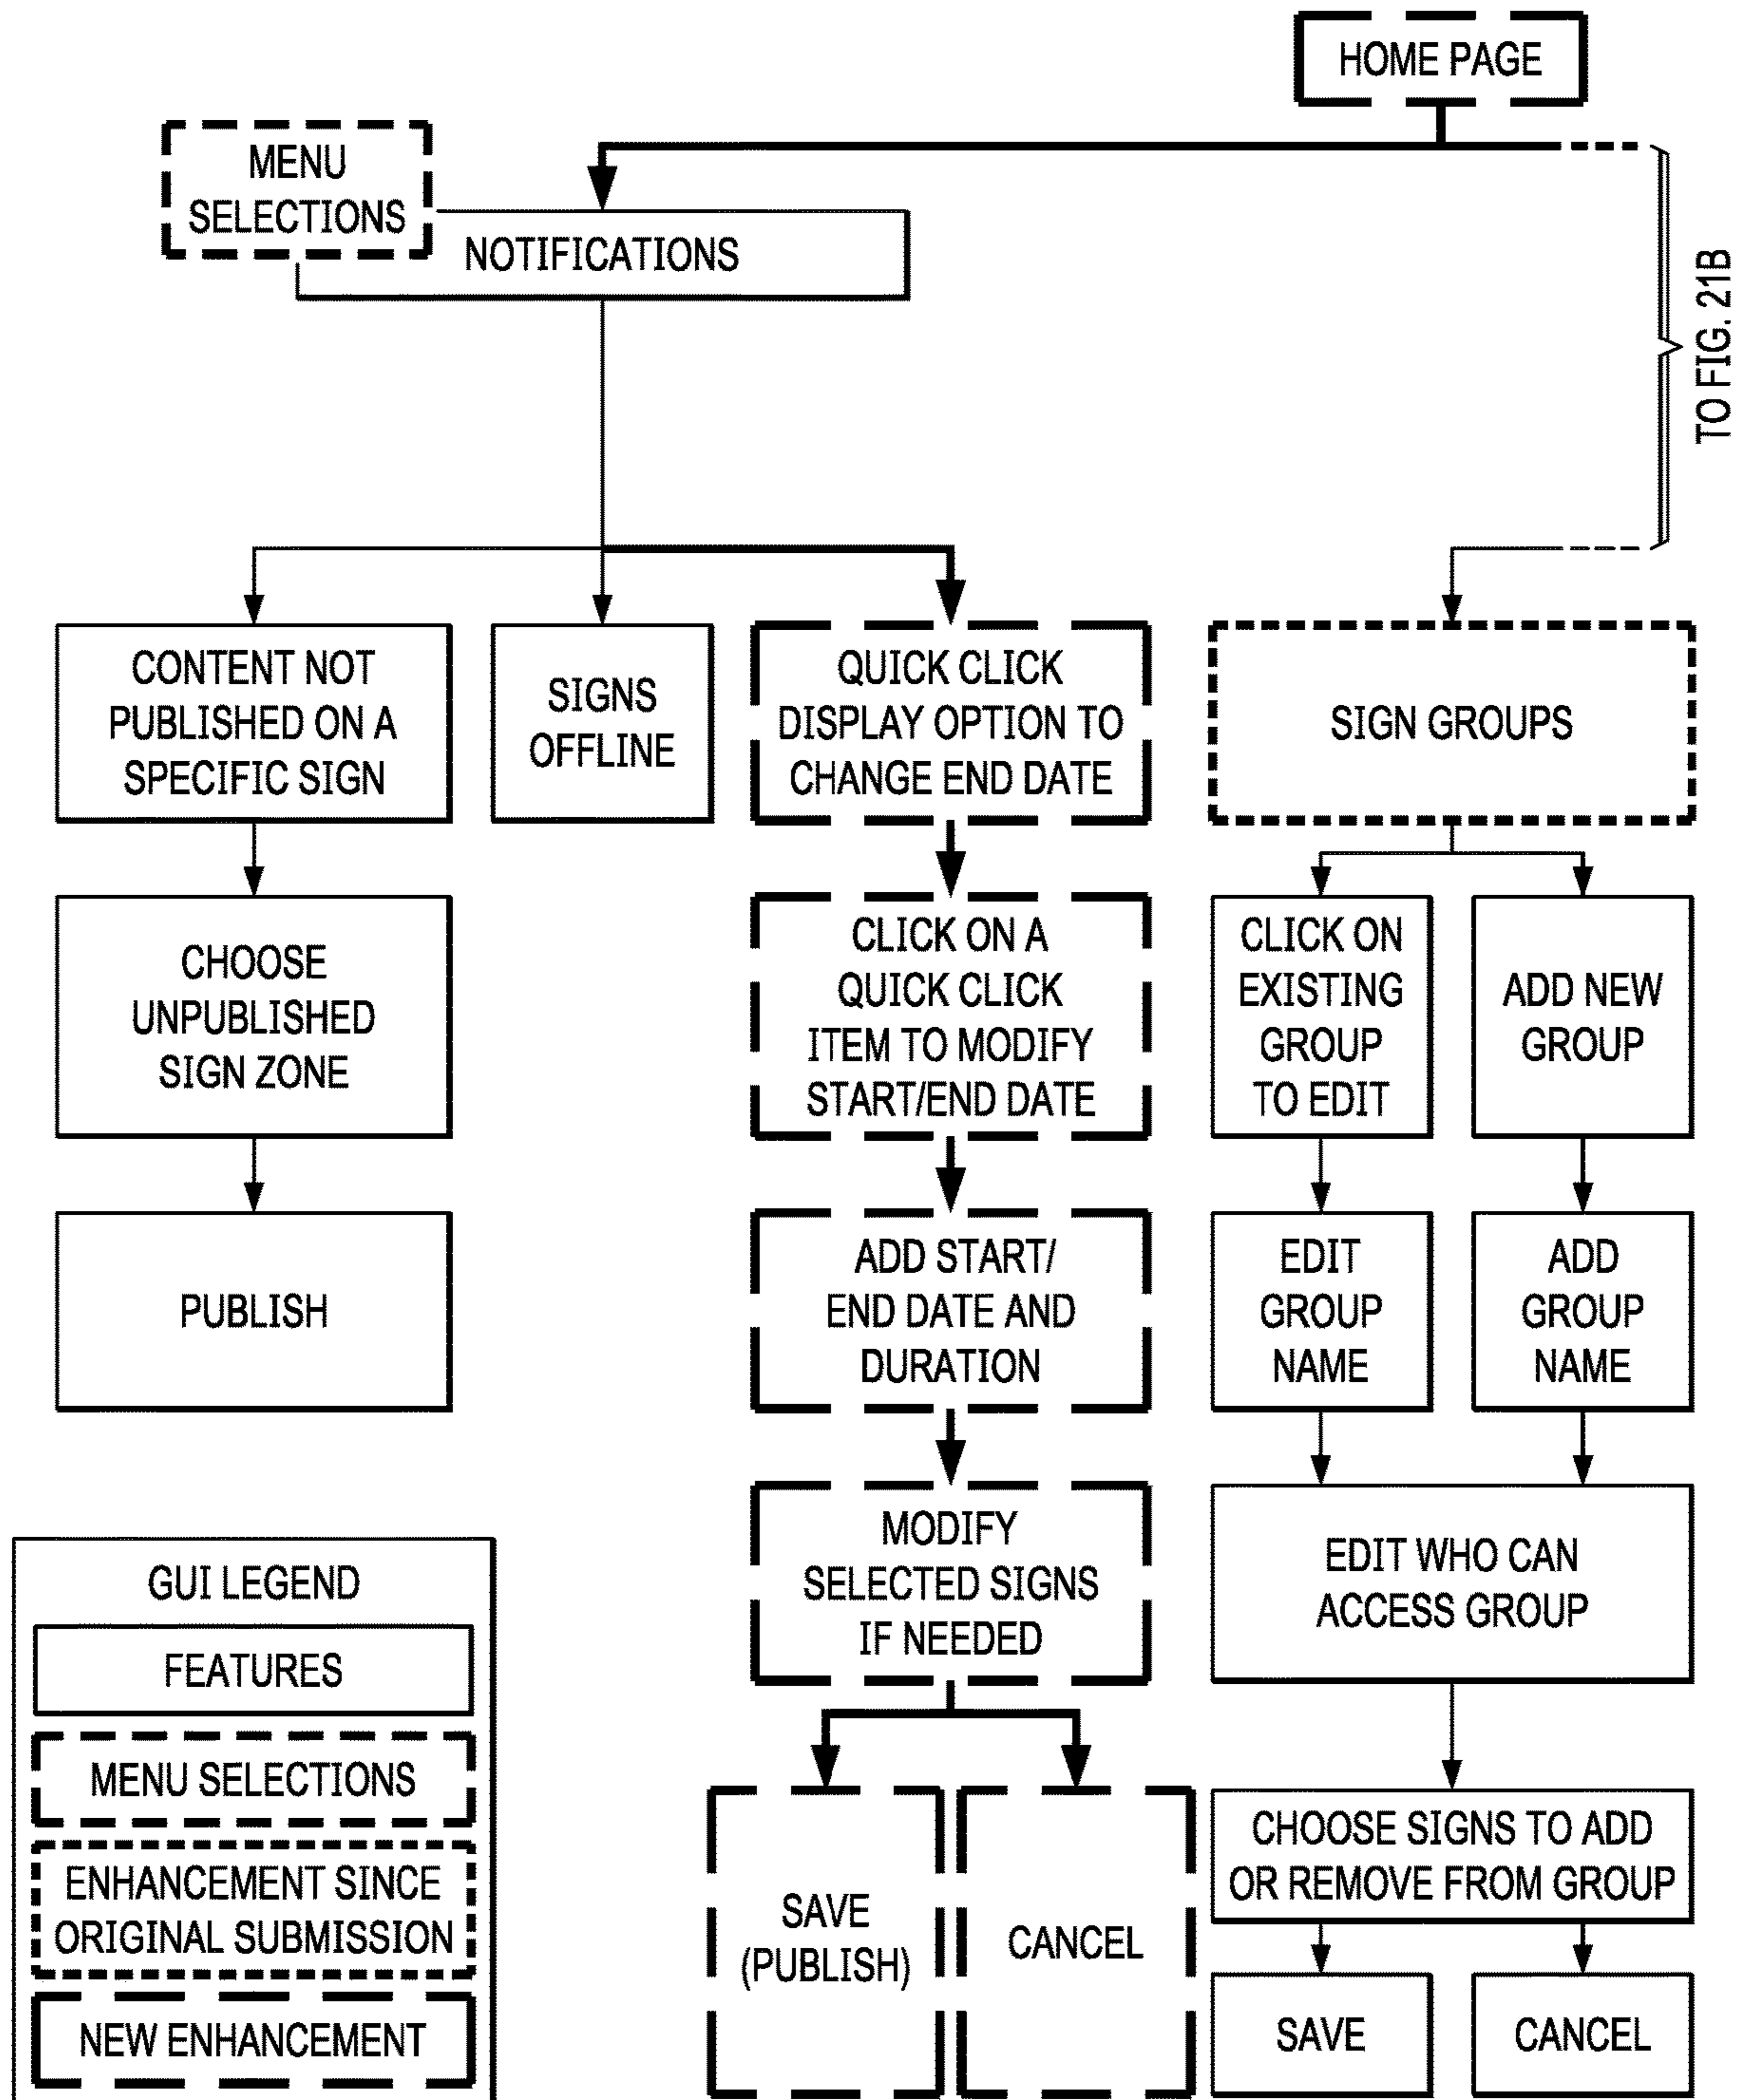 HOME PAGE
MENU
SELECTIONS
NOTIFICATIONS
TO FIG. 21B
CONTENT NOT
PUBLISHED ON A
SPECIFIC SIGN
SIGNS
OFFLINE
QUICK CLICK
DISPLAY OPTION TO
CHANGE END DATE
SIGN GROUPS
CHOOSE
UNPUBLISHED
SIGN ZONE
CLICK ON A
QUICK CLICK
ITEM TO MODIFY
START/END DATE
CLICK ON
EXISTING
GROUP
TO EDIT
ADD NEW
GROUP
PUBLISH
ADD START/
END DATE AND
DURATION
EDIT
GROUP
NAME
ADD
GROUP
NAME
MODIFY
SELECTED SIGNS
IF NEEDED
EDIT WHO CAN
ACCESS GROUP
GUI LEGEND
FEATURES
MENU SELECTIONS
ENHANCEMENT SINCE
ORIGINAL SUBMISSION
NEW ENHANCEMENT
SAVE
(PUBLISH)
CANCEL
CHOOSE SIGNS TO ADD
OR REMOVE FROM GROUP
SAVE
CANCEL